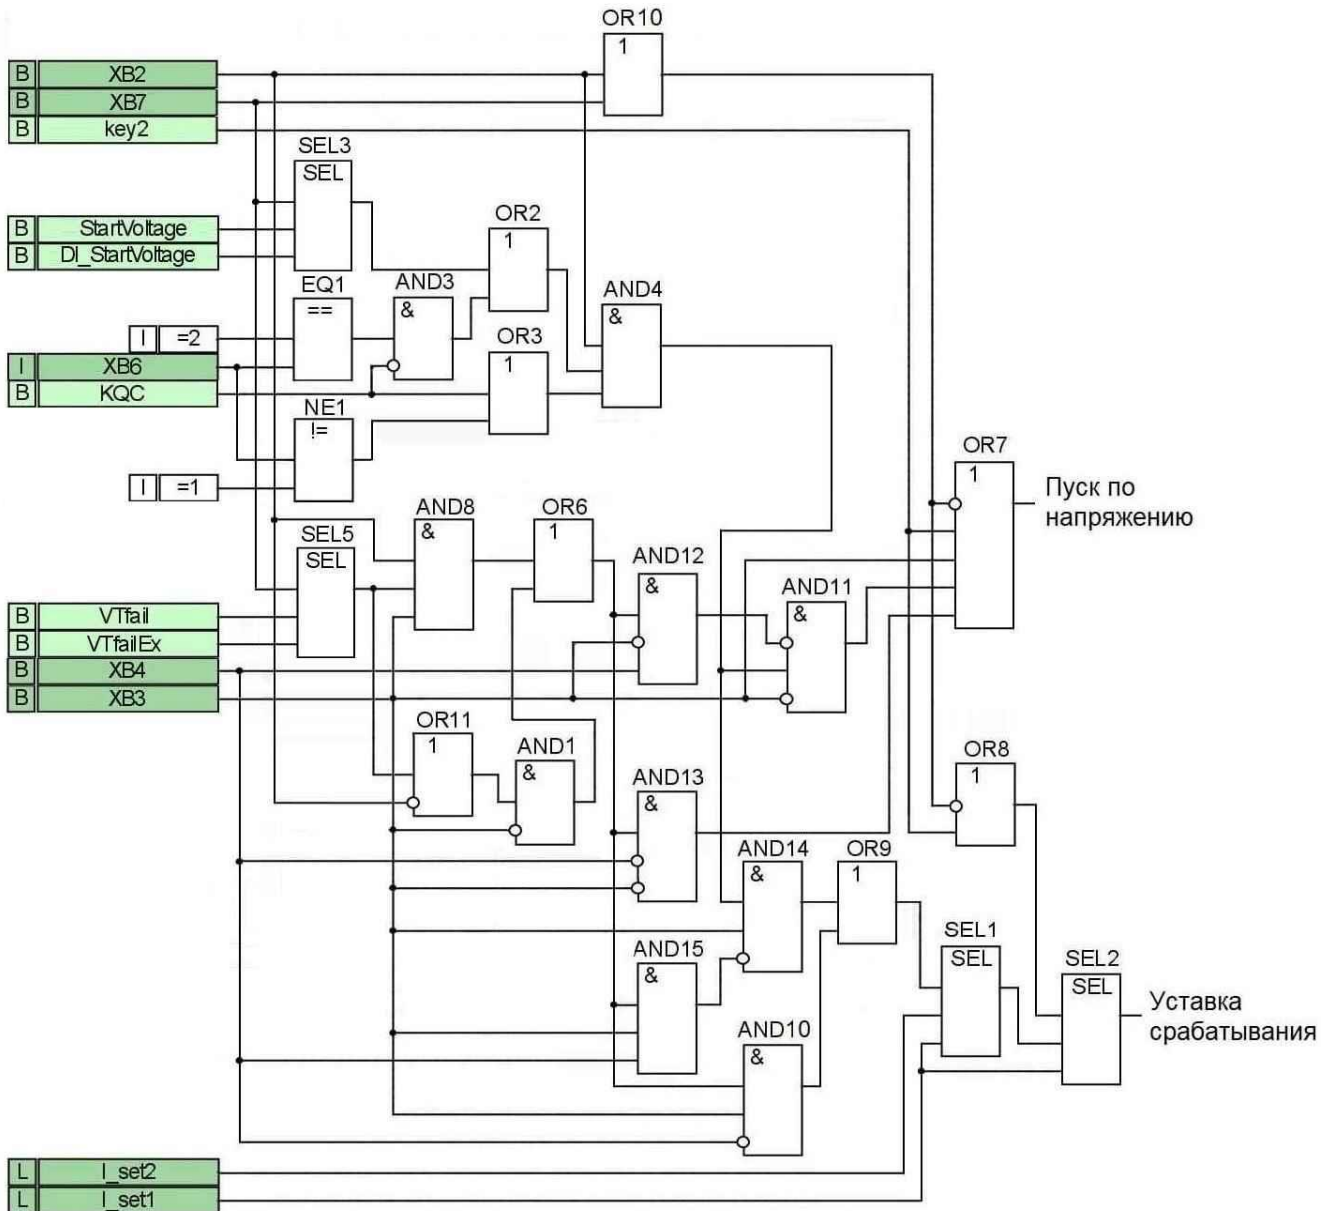 OR10
1
B XB2
B XB7
B key2
SEL3
SEL
B StartVoltage
B DI_StartVoltage
OR2
1
EQ1
==
AND3
&
AND4
&
I =2
I XB6
B KQC
OR3
1
NE1
!=
I =1
OR7
1
Пуск по
напряжению
AND8
&
OR6
1
SEL5
SEL
AND12
&
AND11
&
B VTfail
B VTfailEx
B XB4
B XB3
OR11
1
AND1
&
AND13
&
OR8
1
AND14
&
OR9
1
AND15
&
SEL1
SEL
SEL2
SEL
Уставка
срабатывания
AND10
&
L I_set2
L I_set1